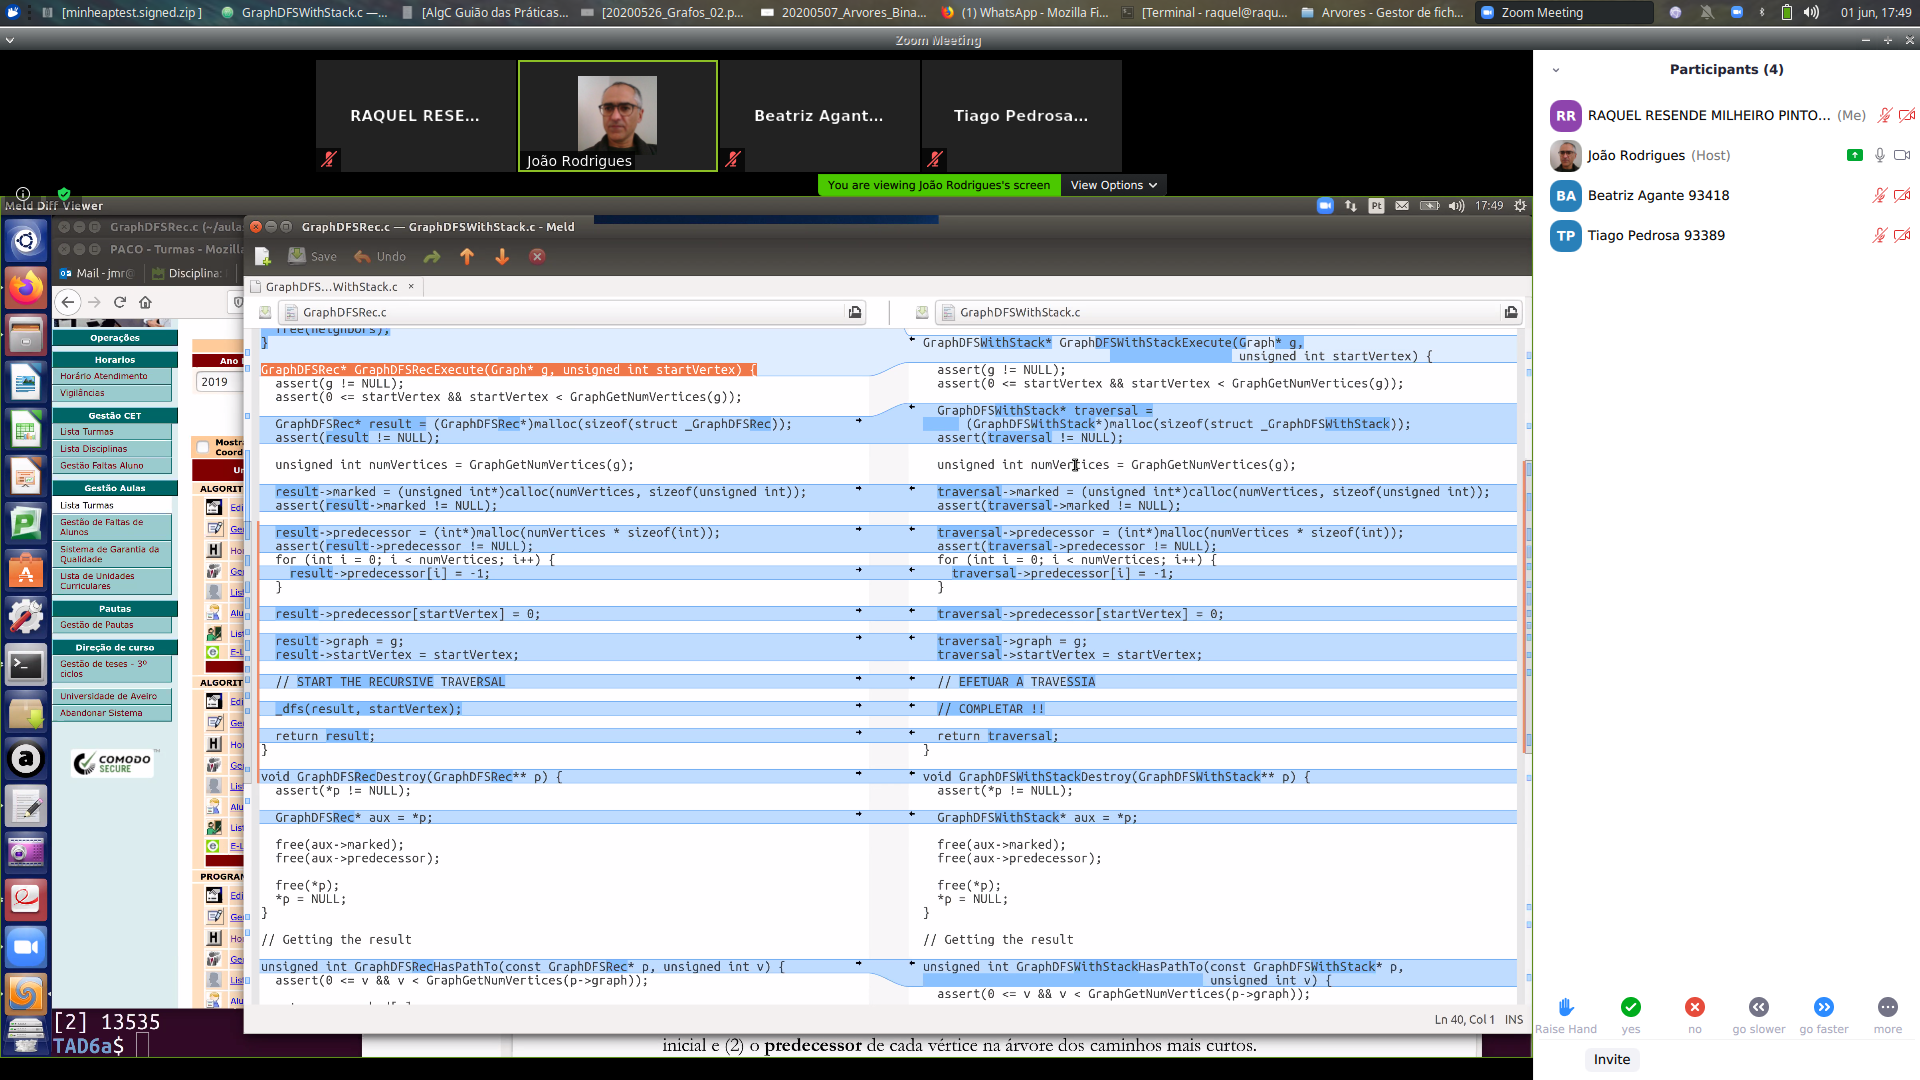 [minheaptest.signed.zip ]
GraphDFSWithStack.c —...
[AlgC Guião das Práticas...
[20200526_Grafos_02.p...
20200507_Arvores_Bina...
(1) WhatsApp - Mozilla Fi...
[Terminal - raquel@raqu...
Arvores - Gestor de fich...
Zoom Meeting
01 jun, 17:49
Zoom Meeting
RAQUEL RESE...
João Rodrigues
Beatriz Agant...
Tiago Pedrosa...
You are viewing João Rodrigues's screen
View Options
Participants (4)
RR RAQUEL RESENDE MILHEIRO PINTO... (Me)
João Rodrigues (Host)
BA Beatriz Agante 93418
TP Tiago Pedrosa 93389
Meld Diff Viewer
Pt
17:49
GraphDFSRec.c (~/aula
PACO - Turmas - Mozilla
Mail - jmr@
Disciplina:
Operações
Horarios
Horário Atendimento
Vigilâncias
Gestão CET
Lista Turmas
Lista Disciplinas
Gestão Faltas Aluno
Gestão Aulas
Lista Turmas
Gestão de Faltas de
Alunos
Sistema de Garantia da
Qualidade
Lista de Unidades
Curriculares
Pautas
Gestão de Pautas
Direção de curso
Gestão de teses - 3º
ciclos
Universidade de Aveiro
Abandonar Sistema
COMODO
SECURE
Ano
2019
Mostr
Coord
ALGORIT
ALGORIT
PROGRAM
GraphDFSRec.c — GraphDFSWithStack.c - Meld
Save
Undo
GraphDFS...WithStack.c ×
GraphDFSRec.c
GraphDFSWithStack.c
free(neighbors);
}
GraphDFSRec* GraphDFSRecExecute(Graph* g, unsigned int startVertex) {
assert(g != NULL);
assert(0 <= startVertex && startVertex < GraphGetNumVertices(g));
GraphDFSRec* result = (GraphDFSRec*)malloc(sizeof(struct _GraphDFSRec));
assert(result != NULL);
unsigned int numVertices = GraphGetNumVertices(g);
result->marked = (unsigned int*)calloc(numVertices, sizeof(unsigned int));
assert(result->marked != NULL);
result->predecessor = (int*)malloc(numVertices * sizeof(int));
assert(result->predecessor != NULL);
for (int i = 0; i < numVertices; i++) {
result->predecessor[i] = -1;
}
result->predecessor[startVertex] = 0;
result->graph = g;
result->startVertex = startVertex;
// START THE RECURSIVE TRAVERSAL
_dfs(result, startVertex);
return result;
}
void GraphDFSRecDestroy(GraphDFSRec** p) {
assert(*p != NULL);
GraphDFSRec* aux = *p;
free(aux->marked);
free(aux->predecessor);
free(*p);
*p = NULL;
}
// Getting the result
unsigned int GraphDFSRecHasPathTo(const GraphDFSRec* p, unsigned int v) {
assert(0 <= v && v < GraphGetNumVertices(p->graph));
GraphDFSWithStack* GraphDFSWithStackExecute(Graph* g,
unsigned int startVertex) {
assert(g != NULL);
assert(0 <= startVertex && startVertex < GraphGetNumVertices(g));
GraphDFSWithStack* traversal =
(GraphDFSWithStack*)malloc(sizeof(struct _GraphDFSWithStack));
assert(traversal != NULL);
unsigned int numVertices = GraphGetNumVertices(g);
traversal->marked = (unsigned int*)calloc(numVertices, sizeof(unsigned int));
assert(traversal->marked != NULL);
traversal->predecessor = (int*)malloc(numVertices * sizeof(int));
assert(traversal->predecessor != NULL);
for (int i = 0; i < numVertices; i++) {
traversal->predecessor[i] = -1;
}
traversal->predecessor[startVertex] = 0;
traversal->graph = g;
traversal->startVertex = startVertex;
// EFETUAR A TRAVESSIA
// COMPLETAR !!
return traversal;
}
void GraphDFSWithStackDestroy(GraphDFSWithStack** p) {
assert(*p != NULL);
GraphDFSWithStack* aux = *p;
free(aux->marked);
free(aux->predecessor);
free(*p);
*p = NULL;
}
// Getting the result
unsigned int GraphDFSWithStackHasPathTo(const GraphDFSWithStack* p,
unsigned int v) {
assert(0 <= v && v < GraphGetNumVertices(p->graph));
Ln 40, Col 1 INS
[2] 13535
TAD6a$
inicial e (2) o predecessor de cada vértice na árvore dos caminhos mais curtos.
Raise Hand
yes
no
go slower
go faster
more
Invite